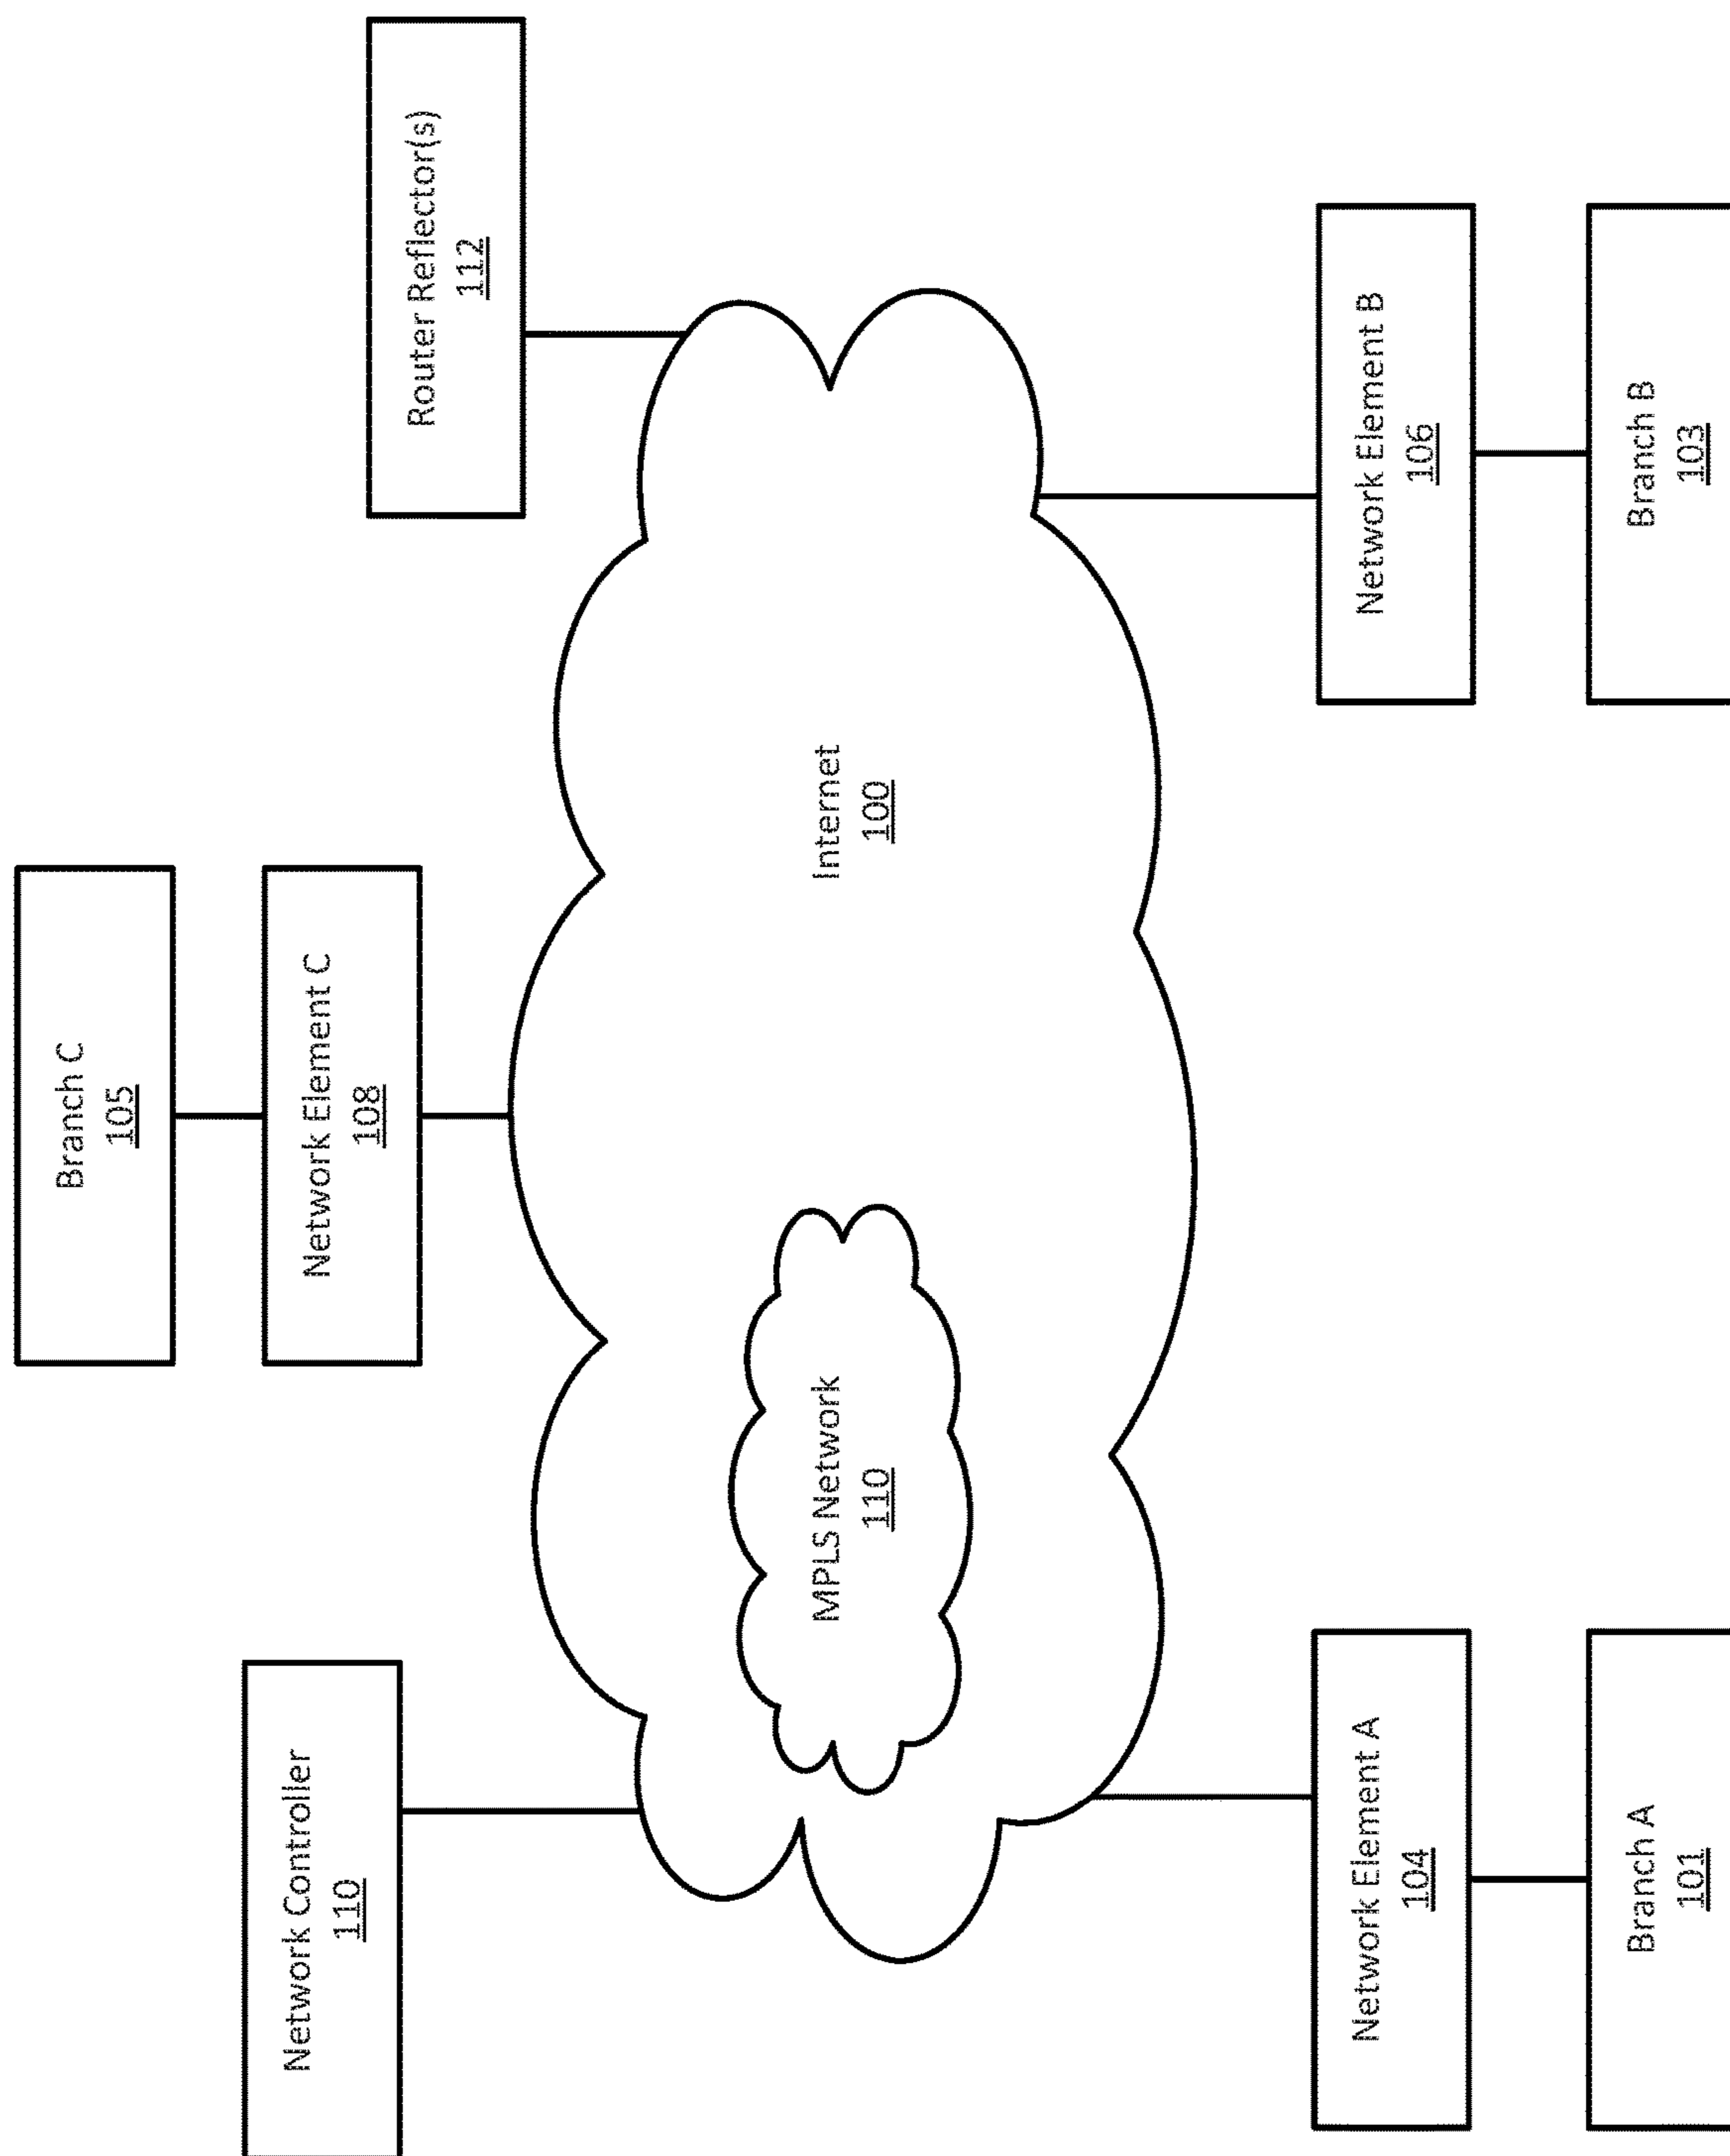 Branch C
105
Network Controller
110
Network Element C
108
Router Reflector(s)
112
MPLS Network
110
Internet
100
Network Element A
104
Network Element B
106
Branch A
101
Branch B
103